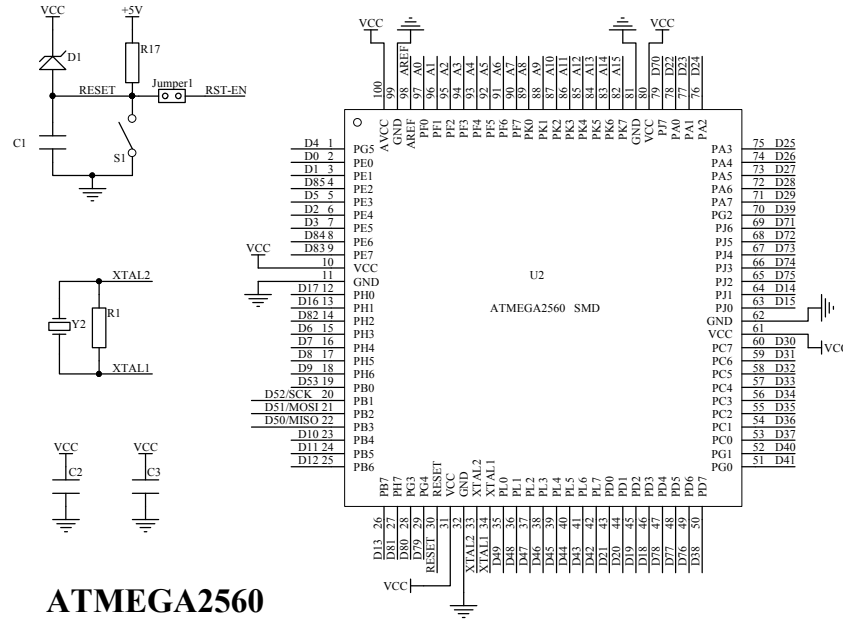 VCC
+5V
D1
R17
RESET
Jumper1
RST-EN
C1
S1
XTAL2
Y2
R1
XTAL1
VCC
VCC
C2
C3
ATMEGA2560
VCC
VCC
100
99
98 AREF
97 A0
96 A1
95 A2
94 A3
93 A4
92 A5
91 A6
90 A7
89 A8
88 A9
87 A10
86 A11
85 A12
84 A13
83 A14
82 A15
81
80
79 D70
78 D22
77 D23
76 D24
AVCC
GND
AREF
PF0
PF1
PF2
PF3
PF4
PF5
PF6
PF7
PK0
PK1
PK2
PK3
PK4
PK5
PK6
PK7
GND
VCC
PJ7
PA0
PA1
PA2
D4 1 PG5
D0 2 PE0
D1 3 PE1
D85 4 PE2
D5 5 PE3
D2 6 PE4
D3 7 PE5
D84 8 PE6
D83 9 PE7
VCC
10 VCC
11 GND
D17 12 PH0
D16 13 PH1
D82 14 PH2
D6 15 PH3
D7 16 PH4
D8 17 PH5
D9 18 PH6
D53 19 PB0
D52/SCK 20 PB1
D51/MOSI 21 PB2
D50/MISO 22 PB3
D10 23 PB4
D11 24 PB5
D12 25 PB6
U2
ATMEGA2560 SMD
PA3 75 D25
PA4 74 D26
PA5 73 D27
PA6 72 D28
PA7 71 D29
PG2 70 D39
PJ6 69 D71
PJ5 68 D72
PJ4 67 D73
PJ3 66 D74
PJ2 65 D75
PJ1 64 D14
PJ0 63 D15
GND 62
VCC 61
VCC
PC7 60 D30
PC6 59 D31
PC5 58 D32
PC4 57 D33
PC3 56 D34
PC2 55 D35
PC1 54 D36
PC0 53 D37
PG1 52 D40
PG0 51 D41
PB7
PH7
PG3
PG4
RESET
VCC
GND
XTAL2
XTAL1
PL0
PL1
PL2
PL3
PL4
PL5
PL6
PL7
PD0
PD1
PD2
PD3
PD4
PD5
PD6
PD7
D13 26
D81 27
D80 28
D79 29
RESET 30
31
32
XTAL2 33
XTAL1 34
D49 35
D48 36
D47 37
D46 38
D45 39
D44 40
D43 41
D42 42
D21 43
D20 44
D19 45
D18 46
D78 47
D77 48
D76 49
D38 50
VCC